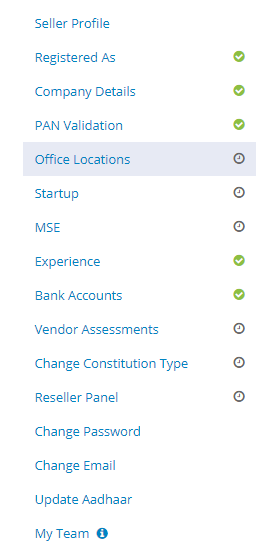 Seller Profile
Registered As
Company Details
PAN Validation
Office Locations
Startup
MSE
Experience
Bank Accounts
Vendor Assessments
Change Constitution Type
Reseller Panel
Change Password
Change Email
Update Aadhaar
My Team